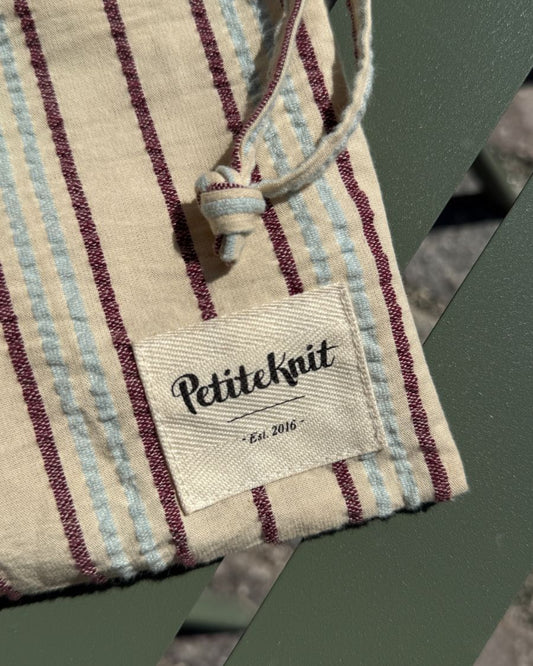 PetiteKnit
- Est. 2016 -